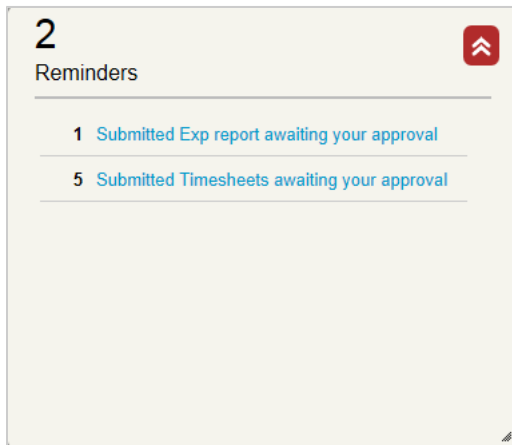 2
Reminders
1 Submitted Exp report awaiting your approval
5 Submitted Timesheets awaiting your approval